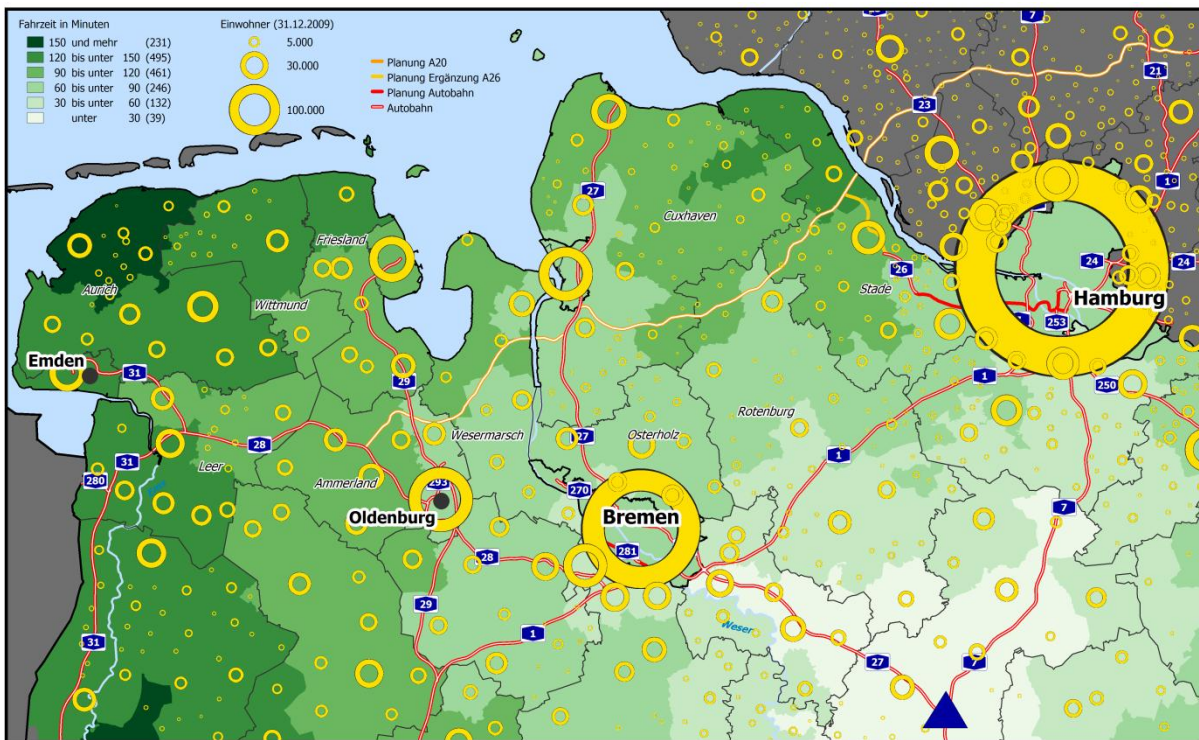 Fahrzeit in Minuten
150 und mehr (231)
120 bis unter 150 (495)
90 bis unter 120 (461)
60 bis unter 90 (246)
30 bis unter 60 (132)
unter 30 (39)
Einwohner (31.12.2009)
5.000
30.000
100.000
Planung A20
Planung Ergänzung A26
Planung Autobahn
Autobahn
7
23
21
1
27
Cuxhaven
Friesland
Aurich
Wittmund
26
Stade
24
24
Hamburg
253
Emden
31
29
1
250
Wesermarsch
Osterholz
Rotenburg
27
28
31
Leer
280
Ammerland
293
1
270
Oldenburg
Bremen
7
281
28
29
1
Weser
31
27
7